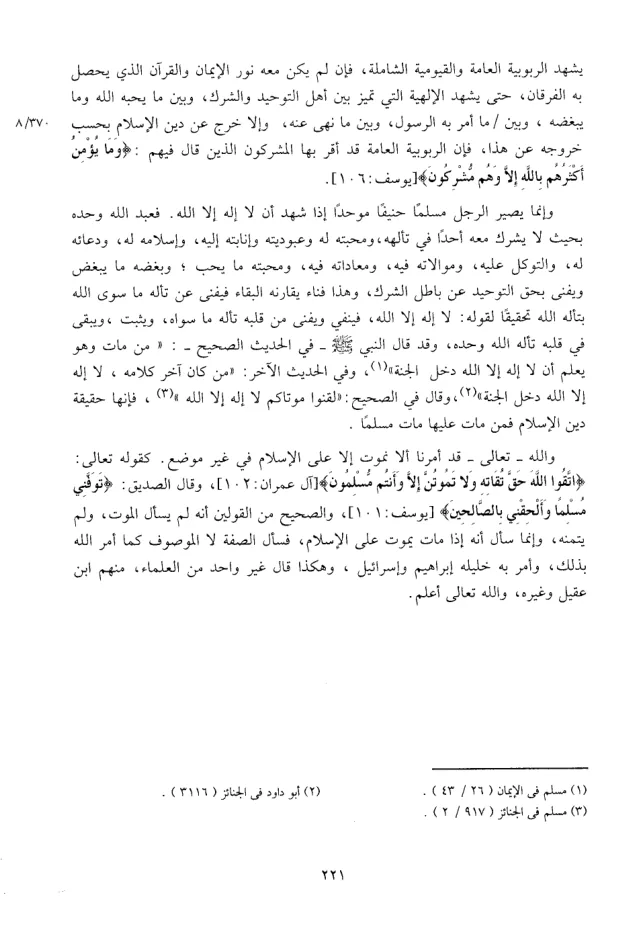 يشهد الربوبية العامة والقيومية الشاملة، فإن لم يكن معه نور الإيمان والقرآن الذي يحصل
به الفرقان، حتى يشهد الإلهية التي تميز بين أهل التوحيد والشرك، وبين ما يحبه الله وما
يبغضه ، وبين / ما أمر به الرسول، وبين ما نهى عنه، وإلا خرج عن دين الإسلام بحسب
٨/٣٧٠
خروجه عن هذا، فإن الربوبية العامة قد أقر بها المشركون الذين قال فيهم : ﴿وَمَا يُؤْمِنُ
أَكْثَرُهُم بِاللَّهِ إِلاَّ وَهُم مُّشْرِكُونَ﴾[يوسف:١٠٦].
وإنما يصير الرجل مسلمًا حنيفًا موحدًا إذا شهد أن لا إله إلا الله. فعبد الله وحده
بحيث لا يشرك معه أحدًا في تألهه،ومحبته له وعبوديته وإنابته إليه، وإسلامه له، ودعائه
له، والتوكل عليه، وموالاته فيه، ومعاداته فيه، ومحبته ما يحب ؛ وبغضه ما يبغض
ويفنى بحق التوحيد عن باطل الشرك، وهذا فناء يقارنه البقاء فيفنى عن تأله ما سوى الله
بتأله الله تحقيقًا لقوله: لا إله إلا الله، فينفي ويفنى من قلبه تأله ما سواه، ويثبت ،ويبقى
في قلبه تأله الله وحده، وقد قال النبي ﷺ ـ في الحديث الصحيح ـ : « من مات وهو
يعلم أن لا إله إلا الله دخل الجنة»(١)، وفي الحديث الآخر: «من كان آخر كلامه ، لا إله
إلا الله دخل الجنة»(٢)،وقال في الصحيح:«لقنوا موتاكم لا إله إلا الله »(٣) ، فإنها حقيقة
دين الإسلام فمن مات عليها مات مسلمًا .
والله ـ تعالى ـ قد أمرنا ألا نموت إلا على الإسلام في غير موضع. كقوله تعالى:
﴿اتَّقُوا اللَّهَ حَقَّ تُقَاتِهِ وَلا تَمُوتُنَّ إِلاَّ وَأَنتُم مُّسْلِمُونَ﴾[آل عمران:١٠٢]، وقال الصديق: ﴿تَوَفَّنِي
مُسْلِمًا وَأَلْحِقْنِي بِالصَّالِحِينَ﴾ [يوسف:١٠١]، والصحيح من القولين أنه لم يسأل الموت، ولم
يتمنه، وإنما سأل أنه إذا مات يموت على الإسلام، فسأل الصفة لا الموصوف كما أمر الله
بذلك، وأمر به خليله إبراهيم وإسرائيل ، وهكذا قال غير واحد من العلماء، منهم ابن
عقيل وغيره، والله تعالى أعلم.
(١) مسلم في الإيمان ( ٢٦ / ٤٣ ) . (٢) أبو داود في الجنائز ( ٣١١٦ ) .
(٣) مسلم في الجنائز ( ٩١٧ / ٢ ) .
٢٢١